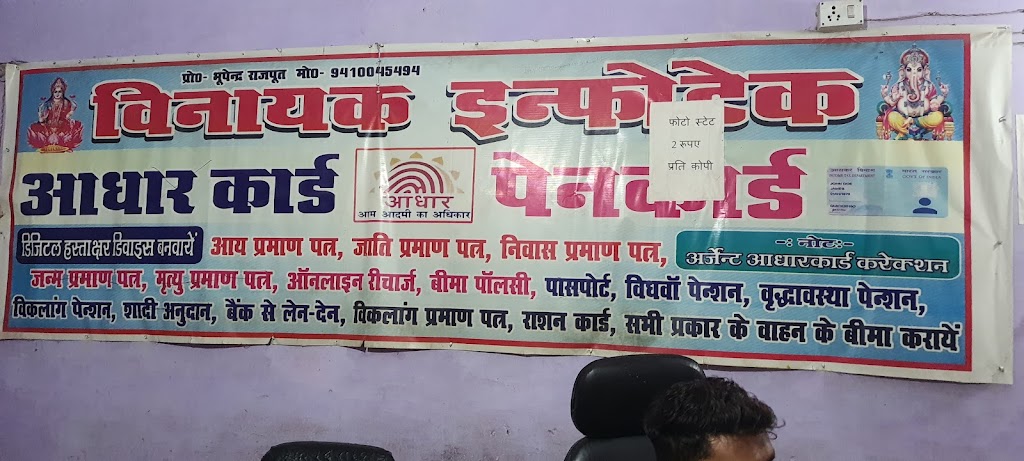 प्रो०- भूपेन्द्र राजपूत मो०- 9410045494
विनायक इन्फोटेक
फोटो स्टेट
2 रूपए
प्रति कोपी
आधार कार्ड
आधार
आम आदमी का अधिकार
पेनकार्ड
डिजिटल हस्ताक्षर डिवाइस बनवायें
आय प्रमाण पत्र, जाति प्रमाण पत्र, निवास प्रमाण पत्र,
-: नोट:-
अर्जेन्ट आधारकार्ड करेक्शन
जन्म प्रमाण पत्र, मृत्यु प्रमाण पत्र, ऑनलाइन रीचार्ज, बीमा पॉलसी, पासपोर्ट, विधवॉ पेन्शन, वृद्धावस्था पेन्शन,
विकलांग पेन्शन, शादी अनुदान, बैंक से लेन-देन, विकलांग प्रमाण पत्र, राशन कार्ड, सभी प्रकार के वाहन के बीमा करायें